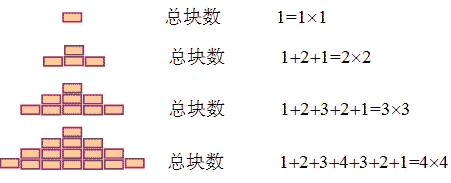 总块数 1=1×1
总块数 1+2+1=2×2
总块数 1+2+3+2+1=3×3
总块数 1+2+3+4+3+2+1=4×4